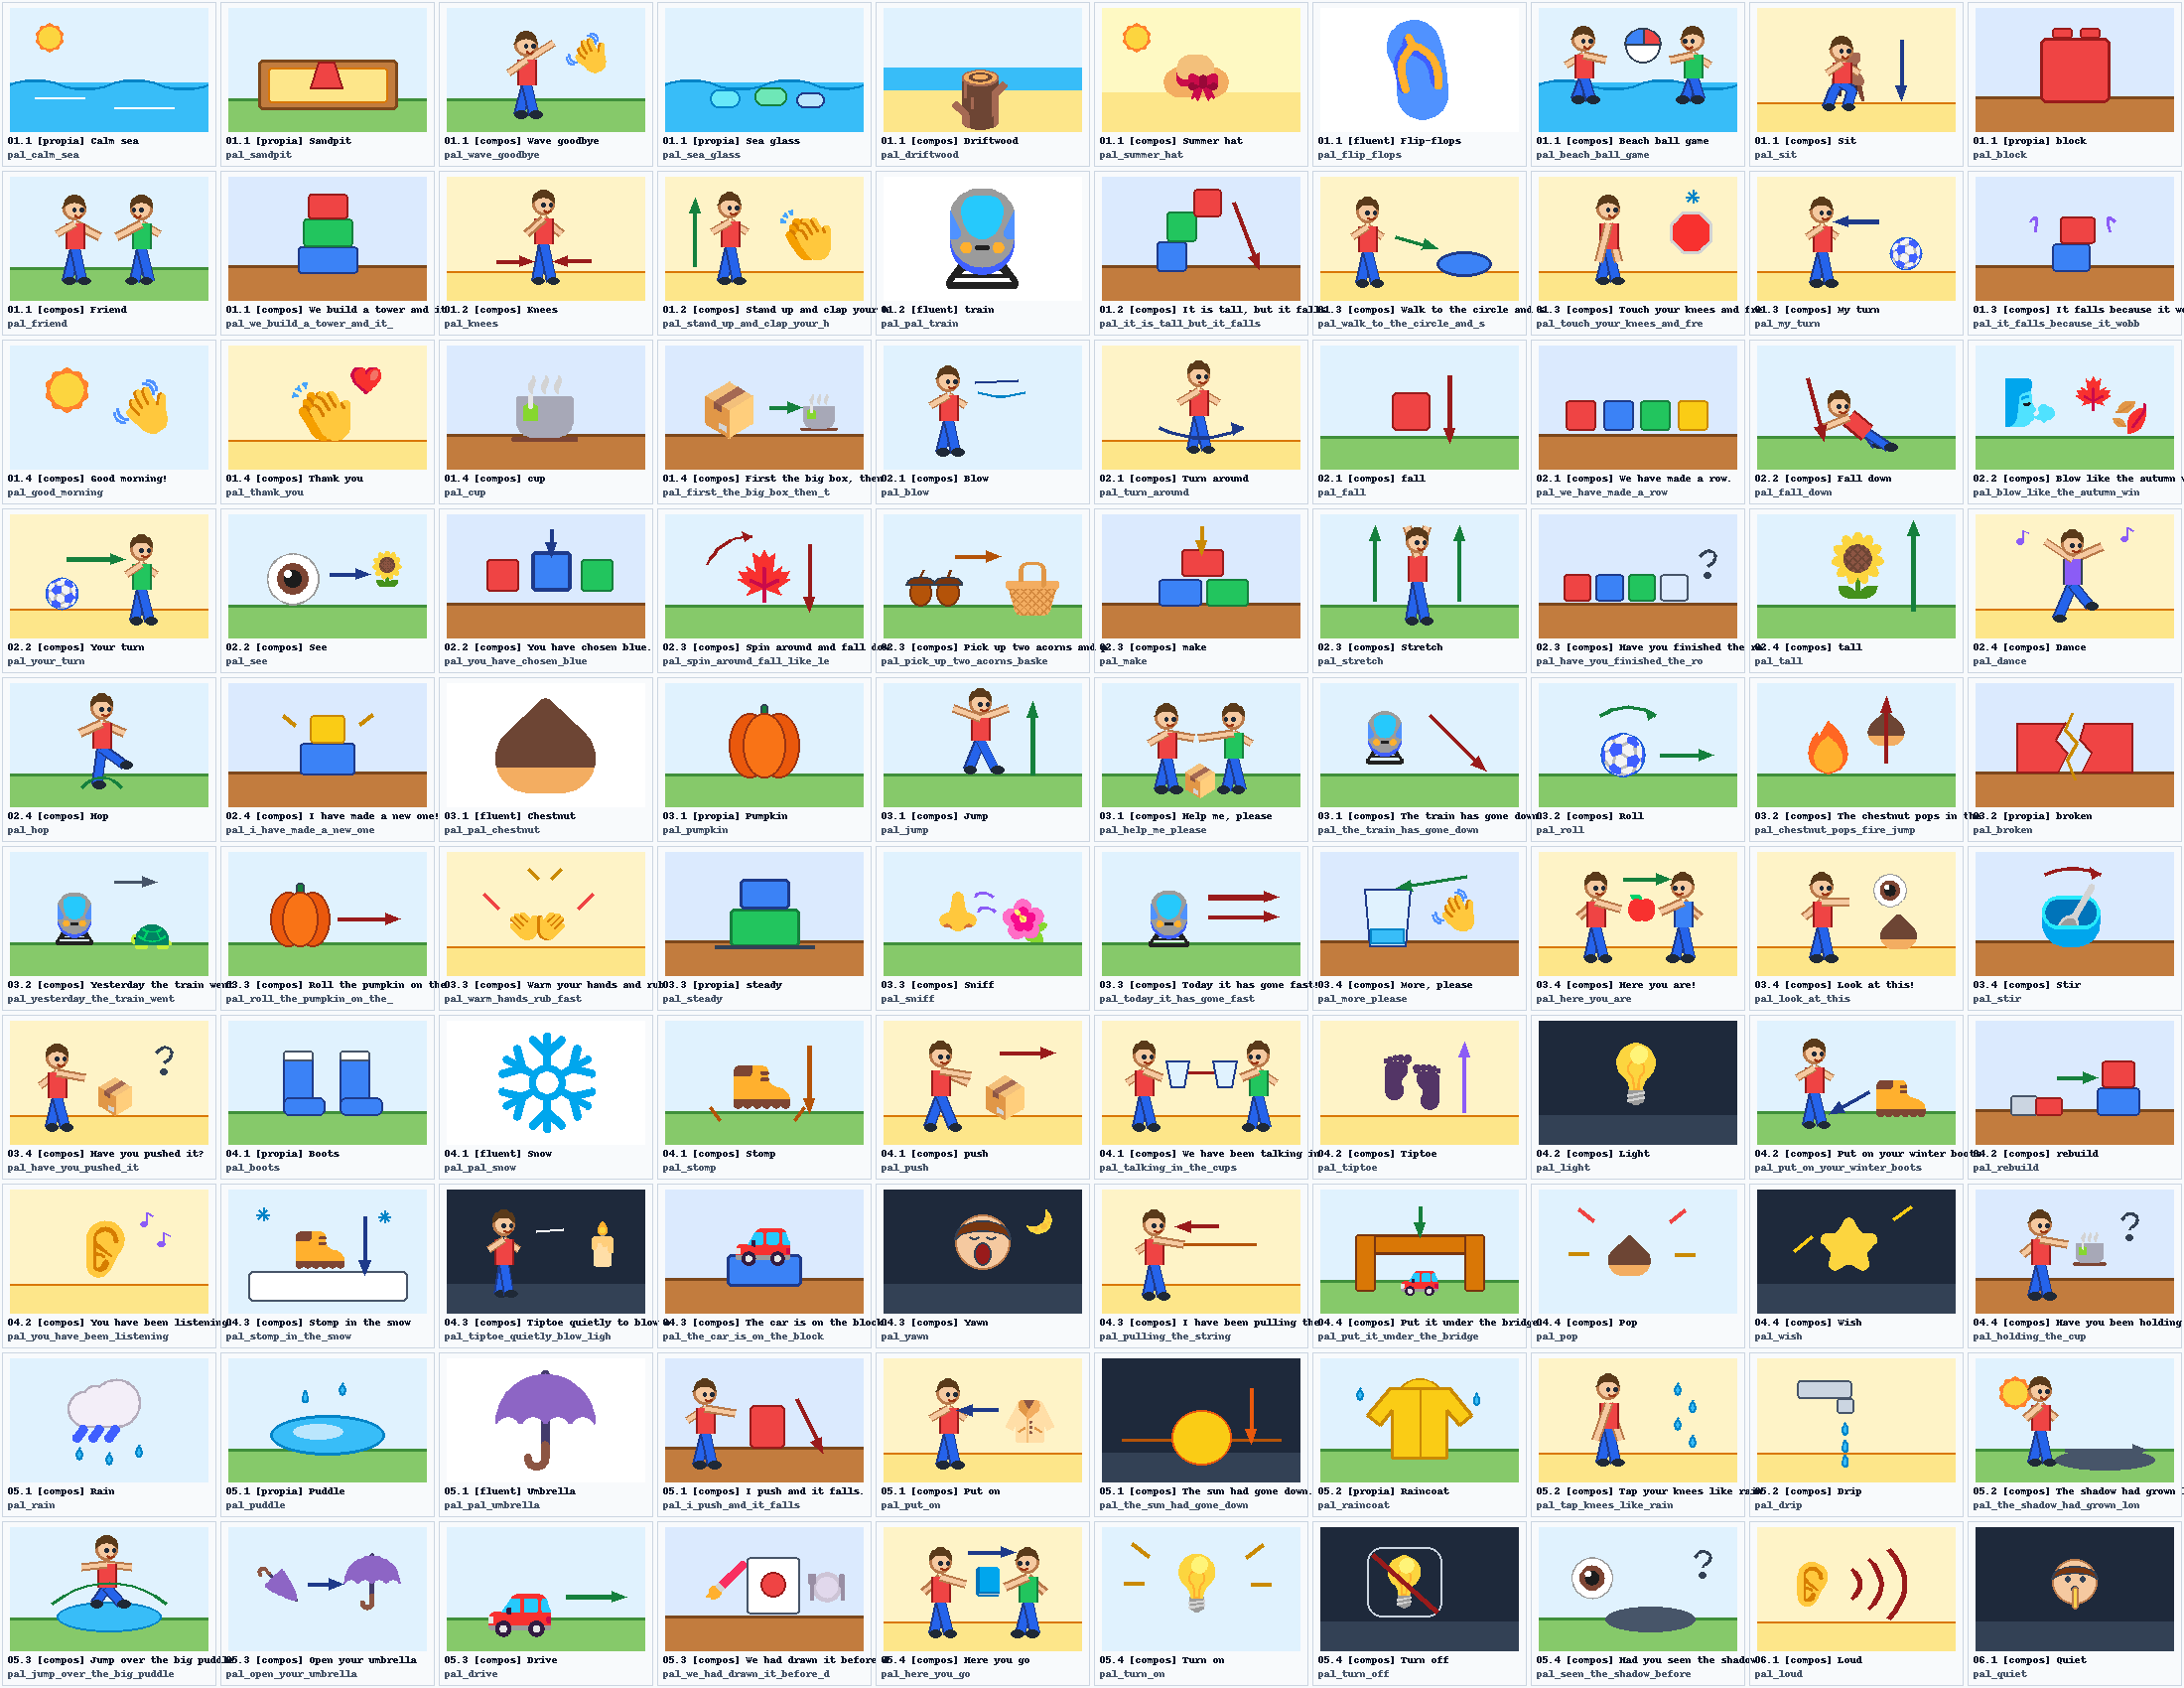 01.1 [propia] Calm sea
pal_calm_sea
01.1 [propia] Sandpit
pal_sandpit
01.1 [compos] Wave goodbye
pal_wave_goodbye
01.1 [propia] Sea glass
pal_sea_glass
01.1 [compos] Driftwood
pal_driftwood
01.1 [compos] Summer hat
pal_summer_hat
01.1 [fluent] Flip-flops
pal_flip_flops
01.1 [compos] Beach ball game
pal_beach_ball_game
01.1 [compos] Sit
pal_sit
01.1 [propia] block
pal_block
01.1 [compos] Friend
pal_friend
01.1 [compos] We build a tower and it
pal_we_build_a_tower_and_it_
01.2 [compos] Knees
pal_knees
01.2 [compos] Stand up and clap your
pal_stand_up_and_clap_your_h
01.2 [fluent] train
pal_pal_train
01.2 [compos] It is tall, but it
pal_it_is_tall_but_it_falls
01.3 [compos] Walk to the circle and
pal_walk_to_the_circle_and_s
01.3 [compos] Touch your knees and
pal_touch_your_knees_and_fre
01.3 [compos] My turn
pal_my_turn
01.3 [compos] It falls because it
pal_it_falls_because_it_wobb
01.4 [compos] Good morning!
pal_good_morning
01.4 [compos] Thank you
pal_thank_you
01.4 [compos] cup
pal_cup
01.4 [compos] First the big box,
pal_first_the_big_box_then_t
02.1 [compos] Blow
pal_blow
02.1 [compos] Turn around
pal_turn_around
02.1 [compos] fall
pal_fall
02.1 [compos] We have made a row.
pal_we_have_made_a_row
02.2 [compos] Fall down
pal_fall_down
02.2 [compos] Blow like the autumn
pal_blow_like_the_autumn_win
02.2 [compos] Your turn
pal_your_turn
02.2 [compos] See
pal_see
02.2 [compos] You have chosen blue.
pal_you_have_chosen_blue
02.3 [compos] Spin around and fall
pal_spin_around_fall_like_le
02.3 [compos] Pick up two acorns and
pal_pick_up_two_acorns_baske
02.3 [compos] make
pal_make
02.3 [compos] Stretch
pal_stretch
02.3 [compos] Have you finished the
pal_have_you_finished_the_ro
02.4 [compos] tall
pal_tall
02.4 [compos] Dance
pal_dance
02.4 [compos] Hop
pal_hop
02.4 [compos] I have made a new one!
pal_i_have_made_a_new_one
03.1 [fluent] Chestnut
pal_pal_chestnut
03.1 [propia] Pumpkin
pal_pumpkin
03.1 [compos] Jump
pal_jump
03.1 [compos] Help me, please
pal_help_me_please
03.1 [compos] The train has gone down
pal_the_train_has_gone_down
03.2 [compos] Roll
pal_roll
03.2 [compos] The chestnut pops in
pal_chestnut_pops_fire_jump
03.2 [propia] broken
pal_broken
03.2 [compos] Yesterday the train
pal_yesterday_the_train_went
03.3 [compos] Roll the pumpkin on the
pal_roll_the_pumpkin_on_the_
03.3 [compos] Warm your hands and
pal_warm_hands_rub_fast
03.3 [propia] steady
pal_steady
03.3 [compos] Sniff
pal_sniff
03.3 [compos] Today it has gone fast!
pal_today_it_has_gone_fast
03.4 [compos] More, please
pal_more_please
03.4 [compos] Here you are!
pal_here_you_are
03.4 [compos] Look at this!
pal_look_at_this
03.4 [compos] Stir
pal_stir
03.4 [compos] Have you pushed it?
pal_have_you_pushed_it
04.1 [propia] Boots
pal_boots
04.1 [fluent] Snow
pal_pal_snow
04.1 [compos] Stomp
pal_stomp
04.1 [compos] push
pal_push
04.1 [compos] We have been talking
pal_talking_in_the_cups
04.2 [compos] Tiptoe
pal_tiptoe
04.2 [compos] Light
pal_light
04.2 [compos] Put on your winter
pal_put_on_your_winter_boots
04.2 [compos] rebuild
pal_rebuild
04.2 [compos] You have been listening
pal_you_have_been_listening
04.3 [compos] Stomp in the snow
pal_stomp_in_the_snow
04.3 [compos] Tiptoe quietly to blow
pal_tiptoe_quietly_blow_ligh
04.3 [compos] The car is on the block
pal_the_car_is_on_the_block
04.3 [compos] Yawn
pal_yawn
04.3 [compos] I have been pulling the
pal_pulling_the_string
04.4 [compos] Put it under the bridge
pal_put_it_under_the_bridge
04.4 [compos] Pop
pal_pop
04.4 [compos] Wish
pal_wish
04.4 [compos] Have you been holding
pal_holding_the_cup
05.1 [compos] Rain
pal_rain
05.1 [propia] Puddle
pal_puddle
05.1 [fluent] Umbrella
pal_pal_umbrella
05.1 [compos] I push and it falls.
pal_i_push_and_it_falls
05.1 [compos] Put on
pal_put_on
05.1 [compos] The sun had gone down.
pal_the_sun_had_gone_down
05.2 [propia] Raincoat
pal_raincoat
05.2 [compos] Tap your knees like
pal_tap_knees_like_rain
05.2 [compos] Drip
pal_drip
05.2 [compos] The shadow had grown
pal_the_shadow_had_grown_lon
05.3 [compos] Jump over the big
pal_jump_over_the_big_puddle
05.3 [compos] Open your umbrella
pal_open_your_umbrella
05.3 [compos] Drive
pal_drive
05.3 [compos] We had drawn it before
pal_we_had_drawn_it_before_d
05.4 [compos] Here you go
pal_here_you_go
05.4 [compos] Turn on
pal_turn_on
05.4 [compos] Turn off
pal_turn_off
05.4 [compos] Had you seen the shadow
pal_seen_the_shadow_before
06.1 [compos] Loud
pal_loud
06.1 [compos] Quiet
pal_quiet